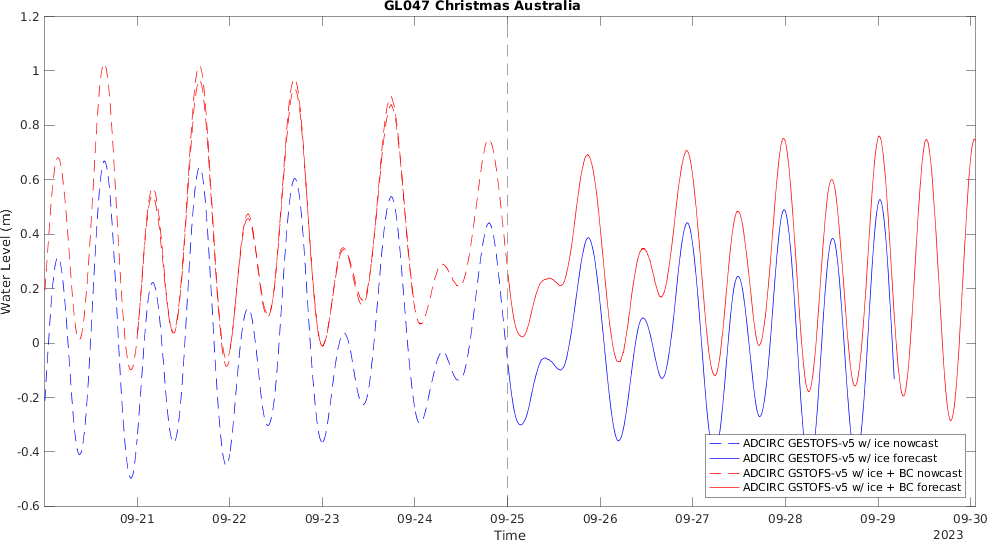 GL047 Christmas Australia
1.2
1
0.8
0.6
0.4
0.2
0
-0.2
-0.4
-0.6
Water Level (m)
ADCIRC GESTOFS-v5 w/ ice nowcast
ADCIRC GESTOFS-v5 w/ ice forecast
ADCIRC GSTOFS-v5 w/ ice + BC nowcast
ADCIRC GSTOFS-v5 w/ ice + BC forecast
09-21 09-22 09-23 09-24 09-25 09-26 09-27 09-28 09-29 09-30
Time
2023